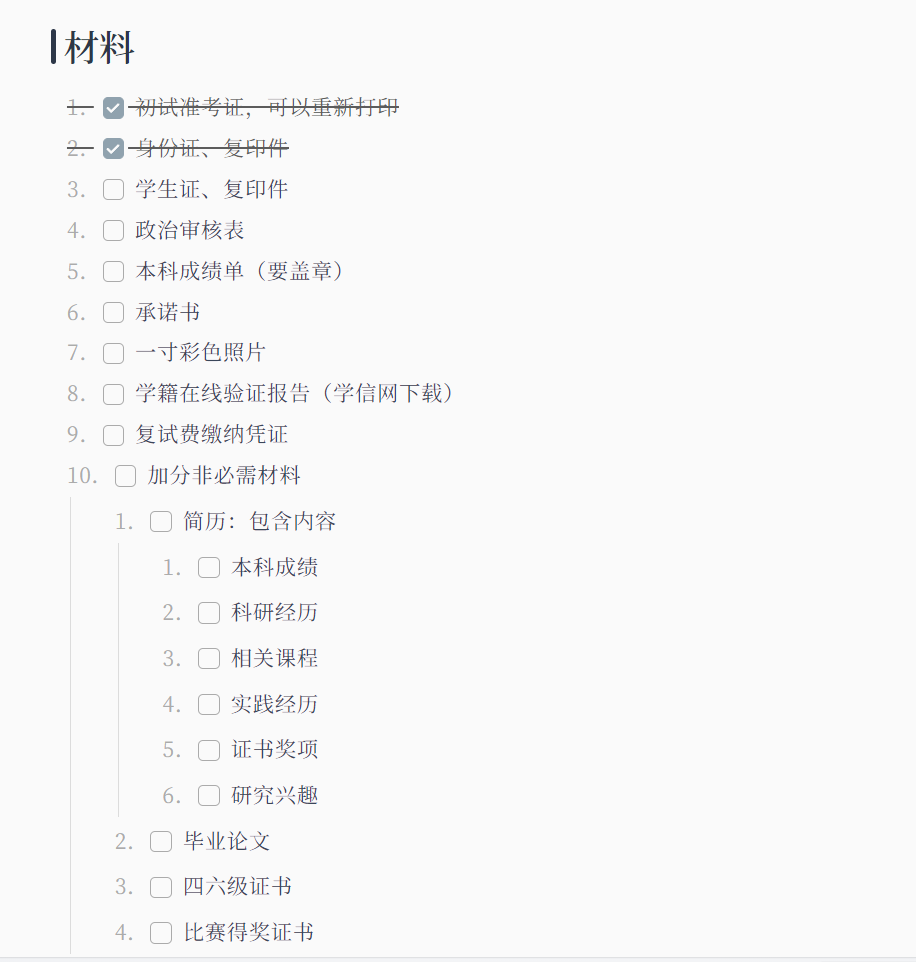 材料
1. 初试准考证，可以重新打印
2. 身份证、复印件
3. 学生证、复印件
4. 政治审核表
5. 本科成绩单（要盖章）
6. 承诺书
7. 一寸彩色照片
8. 学籍在线验证报告（学信网下载）
9. 复试费缴纳凭证
10. 加分非必需材料
1. 简历：包含内容
1. 本科成绩
2. 科研经历
3. 相关课程
4. 实践经历
5. 证书奖项
6. 研究兴趣
2. 毕业论文
3. 四六级证书
4. 比赛得奖证书